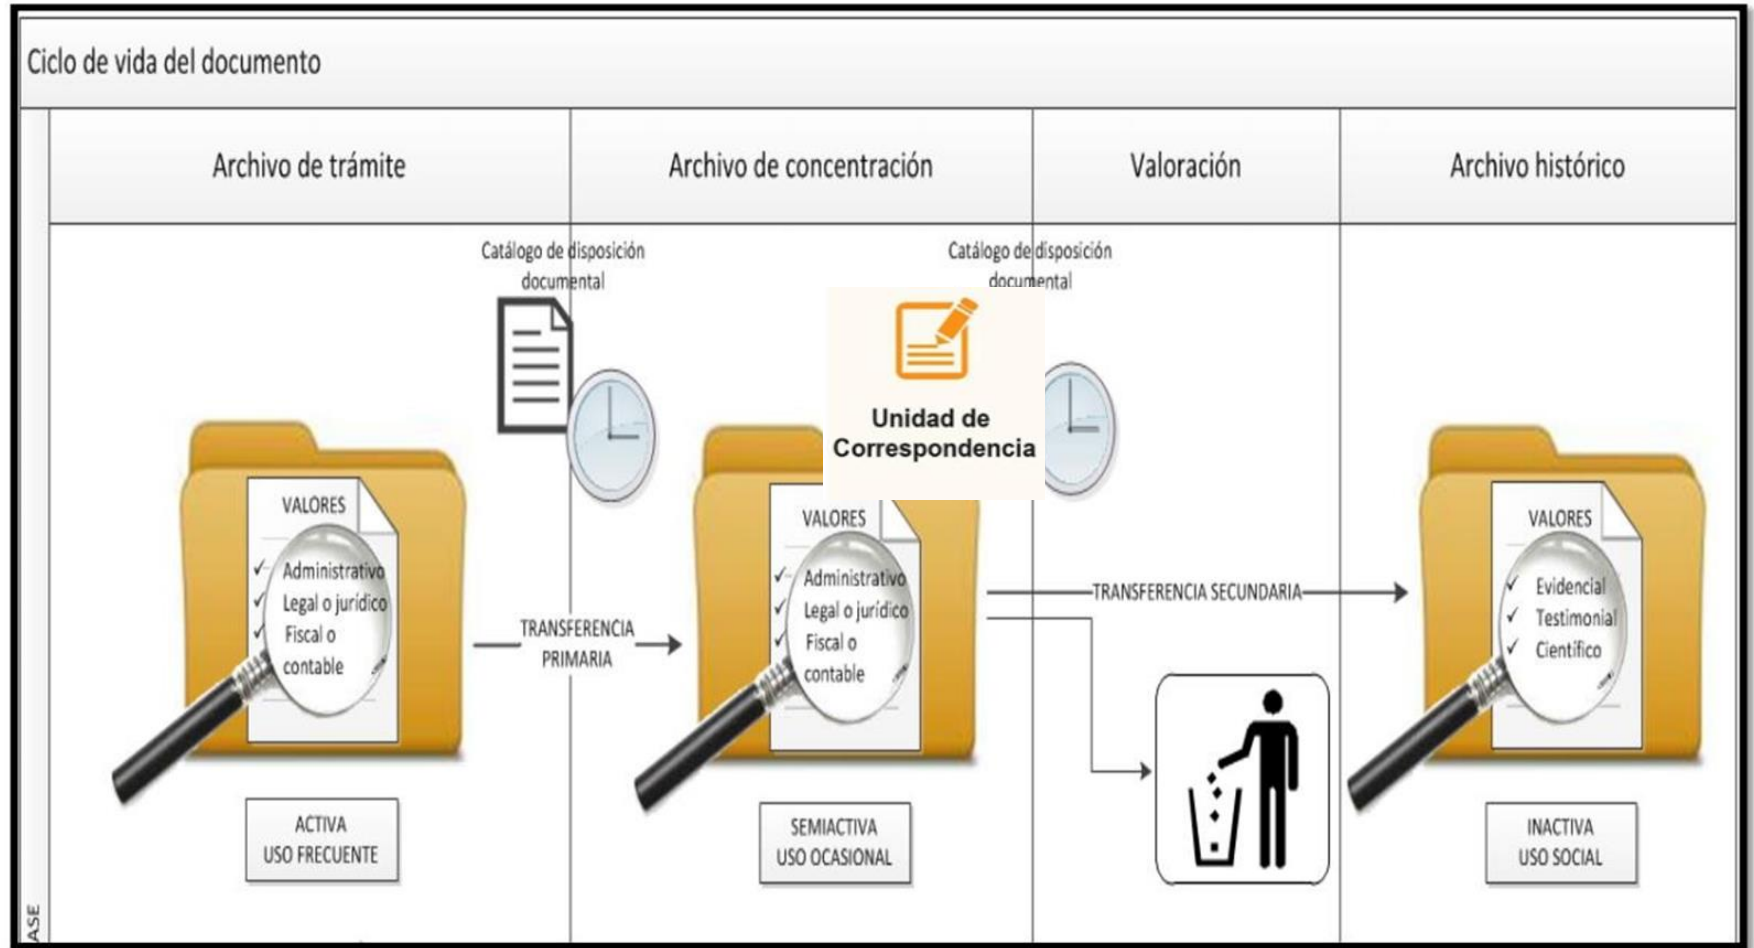 Ciclo de vida del documento
Archivo de trámite
Archivo de concentración
Valoración
Archivo histórico
Catálogo de disposición
documental
Catálogo de disposición
documental
Unidad de
Correspondencia
VALORES
Administrativo
Legal o jurídico
Fiscal o
contable
TRANSFERENCIA
PRIMARIA
VALORES
Administrativo
Legal o jurídico
Fiscal o
contable
TRANSFERENCIA SECUNDARIA
VALORES
Evidencial
Testimonial
Científico
ACTIVA
USO FRECUENTE
SEMIACTIVA
USO OCASIONAL
INACTIVA
USO SOCIAL
ASE